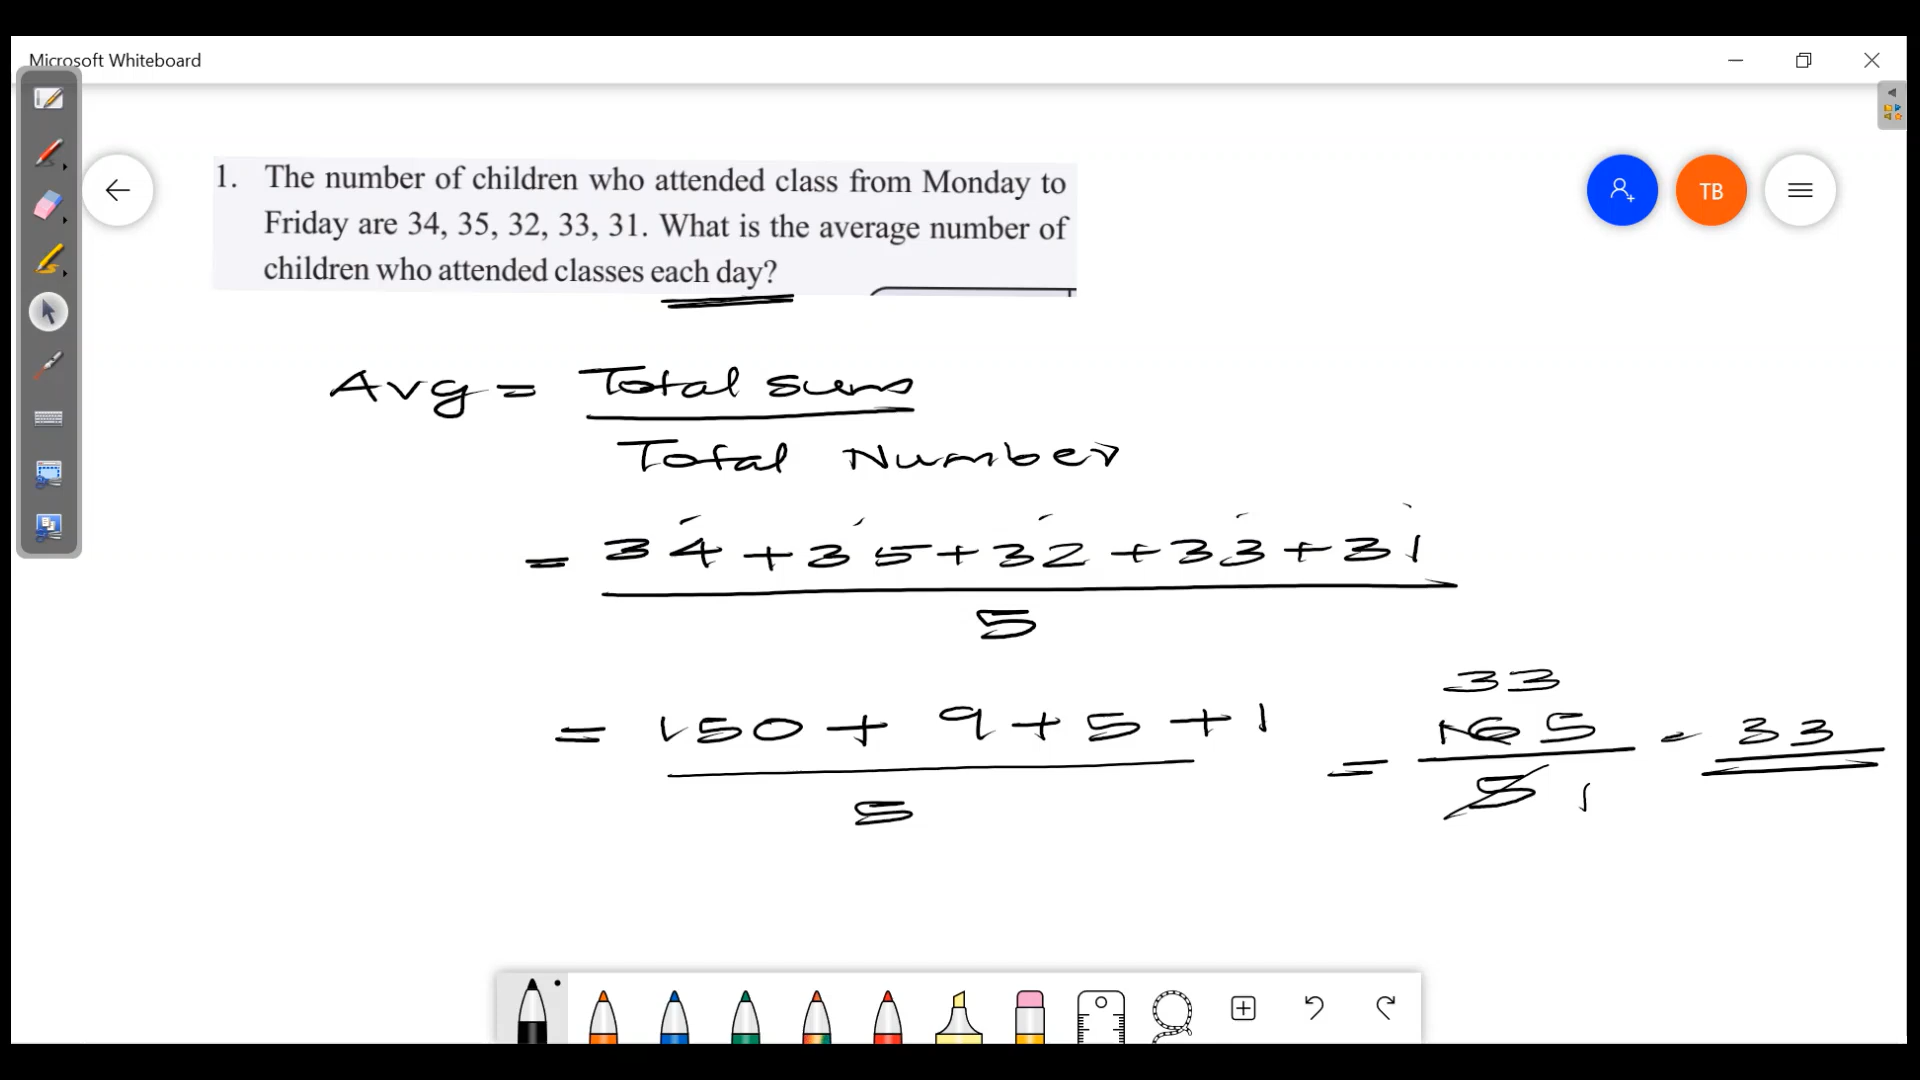 Microsoft Whiteboard
1. The number of children who attended class from Monday to
Friday are 34, 35, 32, 33, 31. What is the average number of
children who attended classes each day?
TB
Avg = Total sum
Total Number
= 34 + 35 + 32 + 33 + 31
5
33
= 150 + 9 + 5 + 1 = 165 = 33
5 5 1